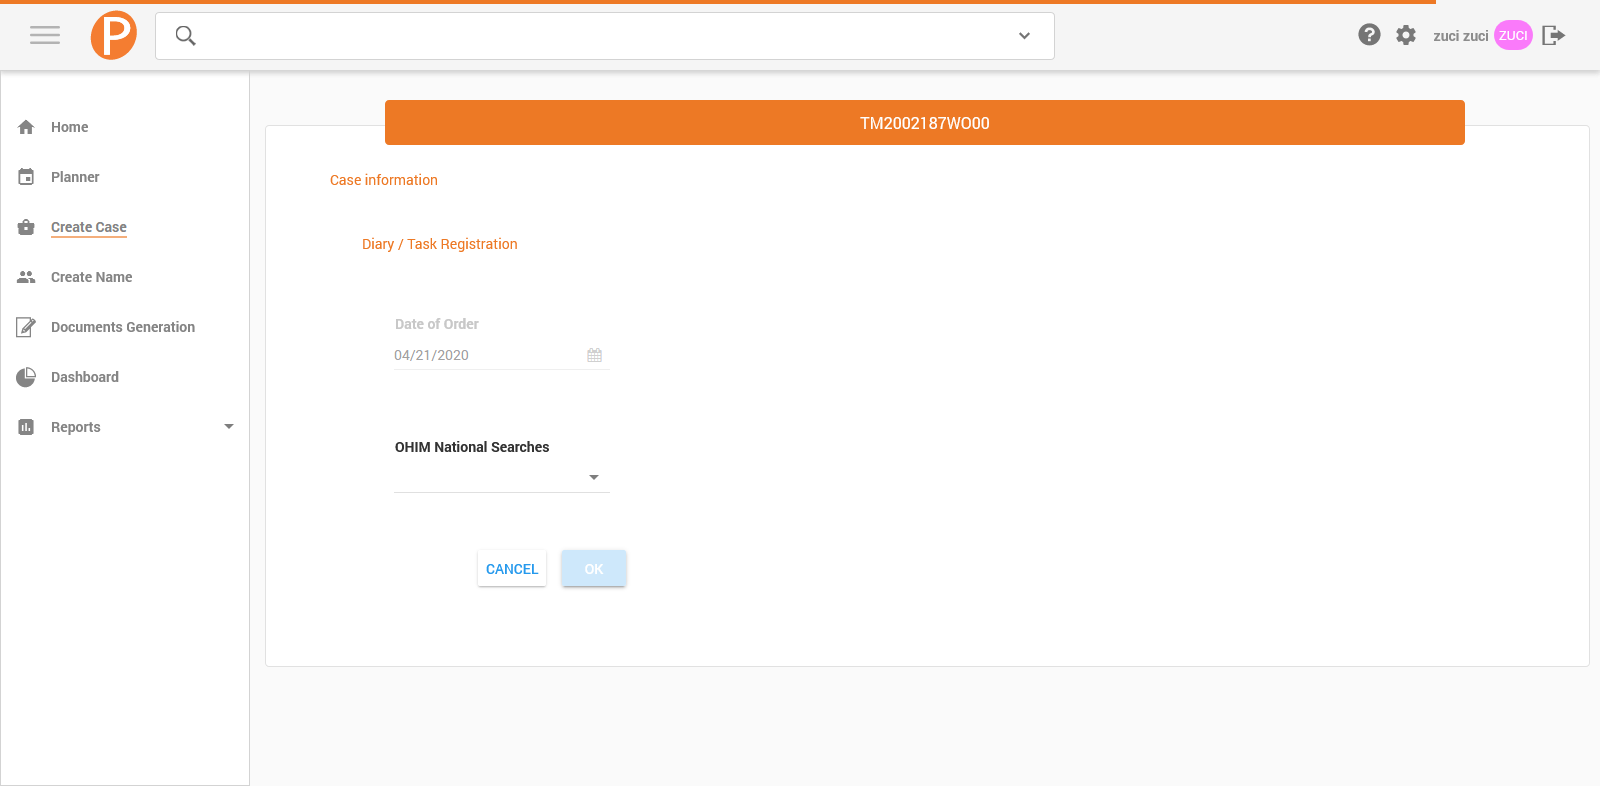 P
zuci zuci ZUCI
Home
Planner
Create Case
Create Name
Documents Generation
Dashboard
Reports
TM2002187WO00
Case information
Diary / Task Registration
Date of Order
04/21/2020
OHIM National Searches
CANCEL OK